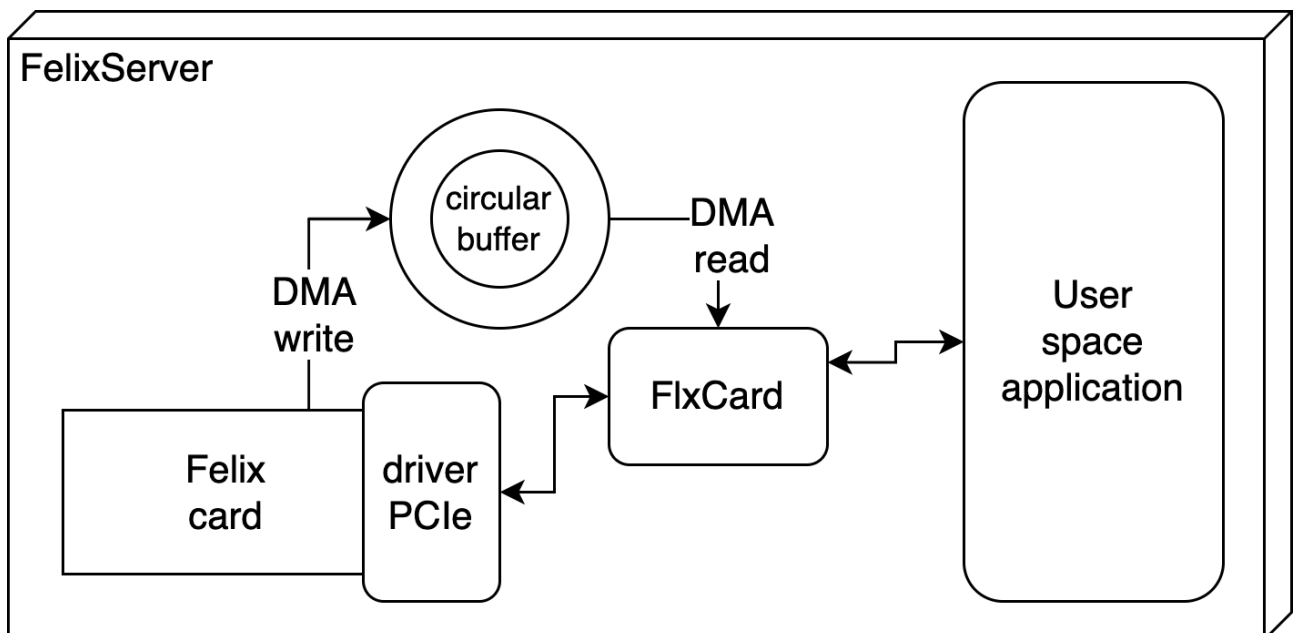 FelixServer
circular
buffer
DMA
read
DMA
write
User
space
application
FlxCard
Felix
card
driver
PCIe